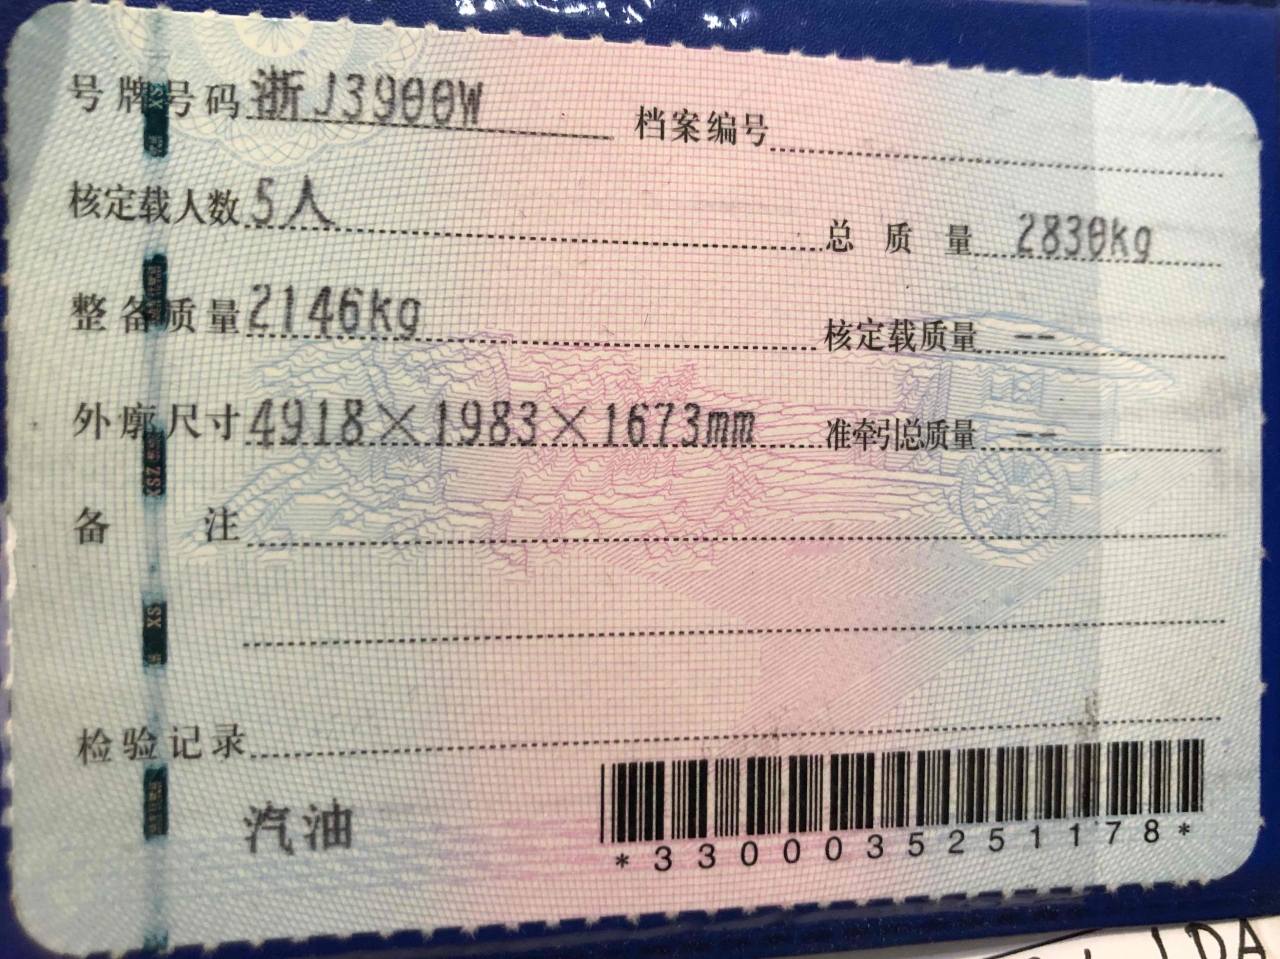 号牌号码 浙J3900W 档案编号
核定载人数 5人 总质量 2830kg
整备质量 2146kg 核定载质量 --
外廓尺寸 4918×1983×1673mm 准牵引总质量 --
备注
检验记录
汽油
*3300035251178*